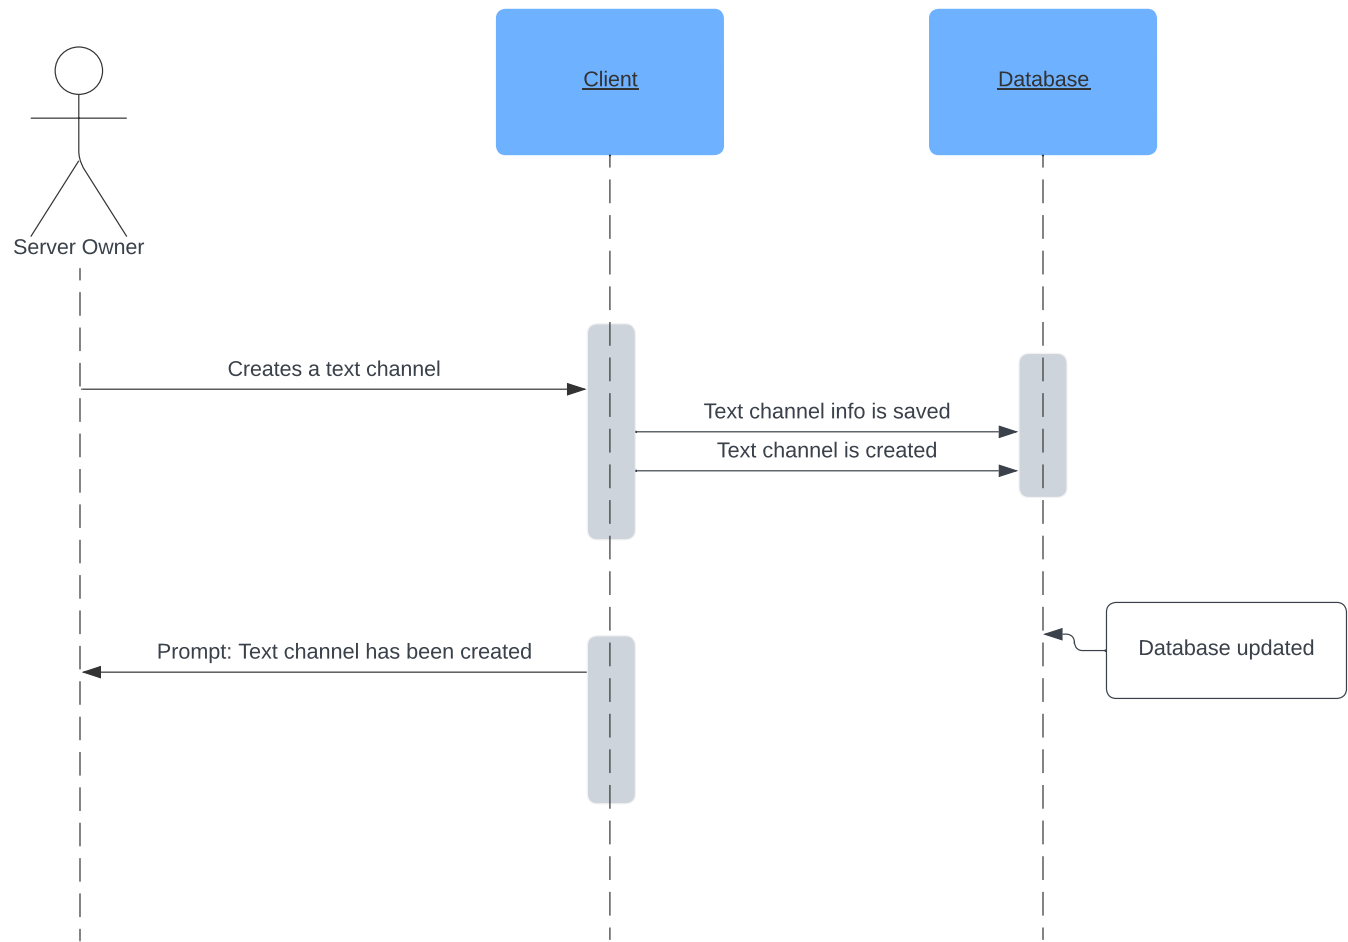 Client
Database
Server Owner
Creates a text channel
Text channel info is saved
Text channel is created
Prompt: Text channel has been created
Database updated